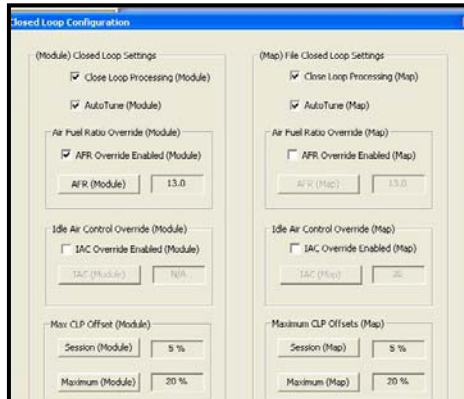 Closed Loop Configuration
(Module) Closed Loop Settings
Close Loop Processing (Module)
AutoTune (Module)
Air Fuel Ratio Override (Module)
AFR Override Enabled (Module)
AFR (Module) 13.0
Idle Air Control Override (Module)
IAC Override Enabled (Module)
IAC (Module) N/A
Max CLP Offset (Module)
Session (Module) 5 %
Maximum (Module) 20 %
(Map) File Closed Loop Settings
Close Loop Processing (Map)
AutoTune (Map)
Air Fuel Ratio Override (Map)
AFR Override Enabled (Map)
AFR (Map) 13.0
Idle Air Control Override (Map)
IAC Override Enabled (Map)
IAC (Map)
Maximum CLP Offsets (Map)
Session (Map) 5 %
Maximum (Map) 20 %